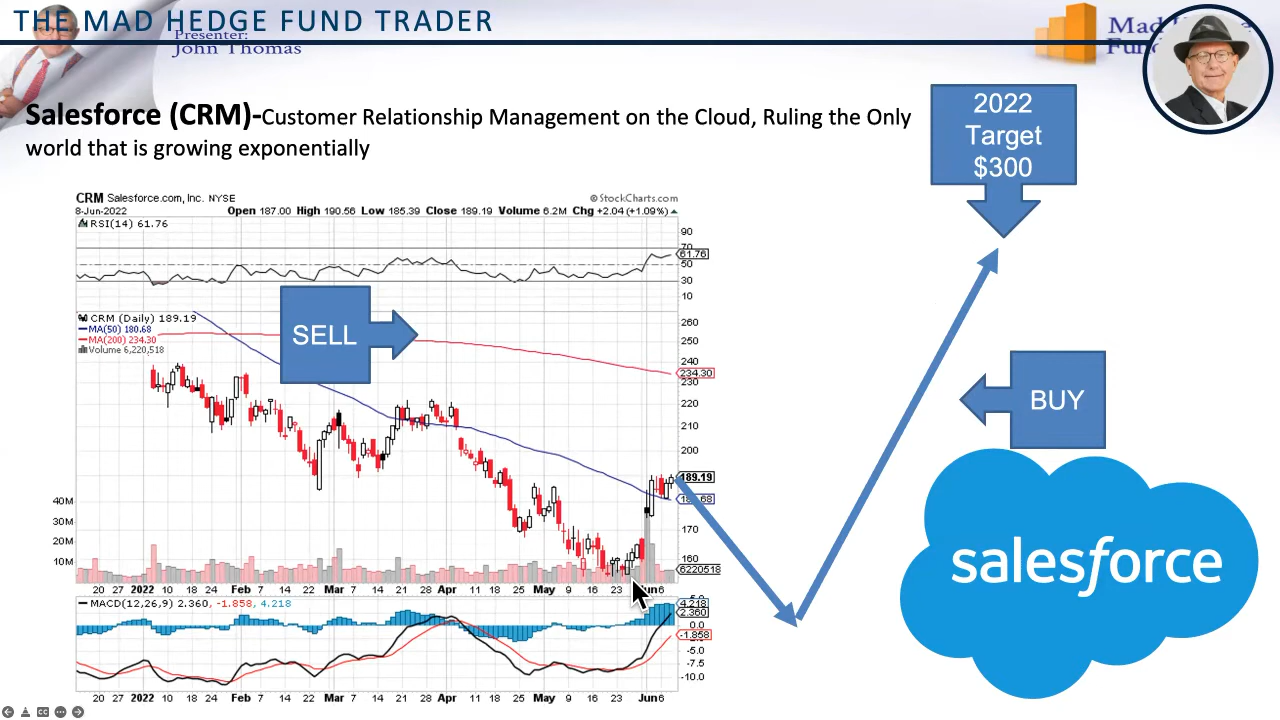 THE MAD HEDGE FUND TRADER
Presenter:
John Thomas
Mad
Salesforce (CRM)-Customer Relationship Management on the Cloud, Ruling the Only
world that is growing exponentially
2022
Target
$300
CRM Salesforce.com, Inc. NYSE
© StockCharts.com
8-Jun-2022
Open 187.00 High 190.56 Low 185.39 Close 189.19 Volume 6.2M Chg +2.04 (+1.09%)
RSI(14) 61.76
90
70
61.76
50
30
10
CRM (Daily) 189.19
MA(50) 180.68
MA(200) 234.30
Volume 6,220,518
SELL
260
250
240
234.30
230
220
210
200
189.19
170
160
6220518
40M
30M
20M
10M
BUY
20 27 2022 10 18 24 Feb 7 14 22 Mar 7 14 21 28 Apr 11 18 25 May 9 16 23 Jun 6
MACD(12,26,9) 2.360, -1.858, 4.218
4.218
2.360
0.0
-1.858
-5.0
-7.5
-10.0
20 27 2022 10 18 24 Feb 7 14 22 Mar 7 14 21 28 Apr 11 18 25 May 9 16 23 Jun 6
salesforce